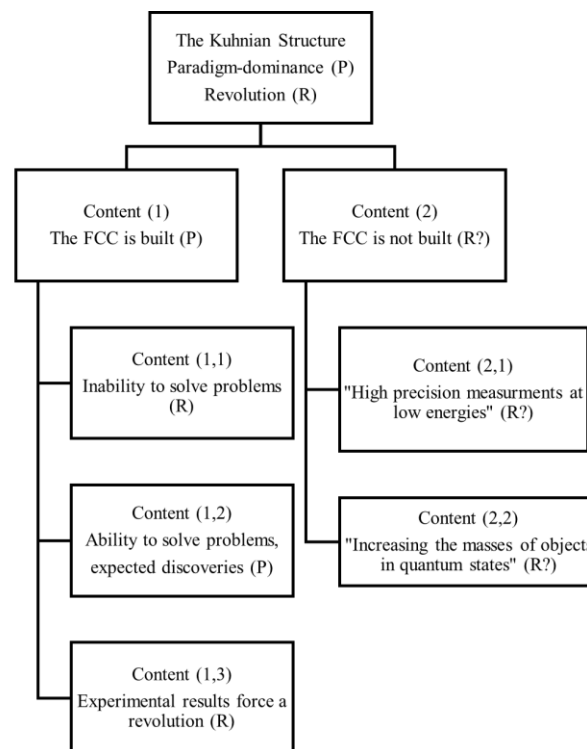 The Kuhnian Structure
Paradigm-dominance (P)
Revolution (R)
Content (1)
The FCC is built (P)
Content (2)
The FCC is not built (R?)
Content (1,1)
Inability to solve problems
(R)
Content (2,1)
"High precision measurments at
low energies" (R?)
Content (1,2)
Ability to solve problems,
expected discoveries (P)
Content (2,2)
"Increasing the masses of objects
in quantum states" (R?)
Content (1,3)
Experimental results force a
revolution (R)